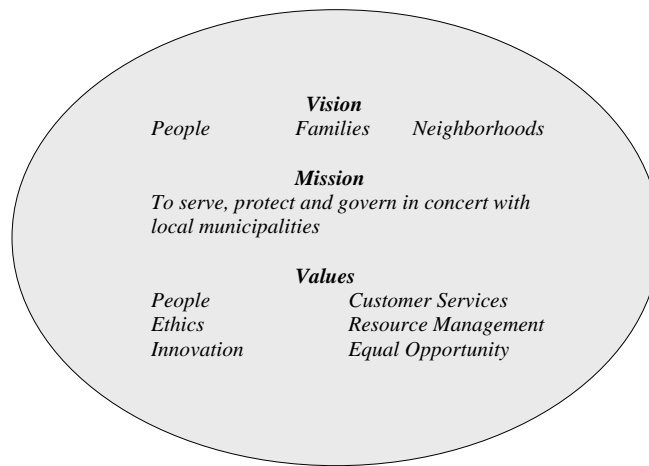 Vision
People Families Neighborhoods
Mission
To serve, protect and govern in concert with
local municipalities
Values
People Customer Services
Ethics Resource Management
Innovation Equal Opportunity